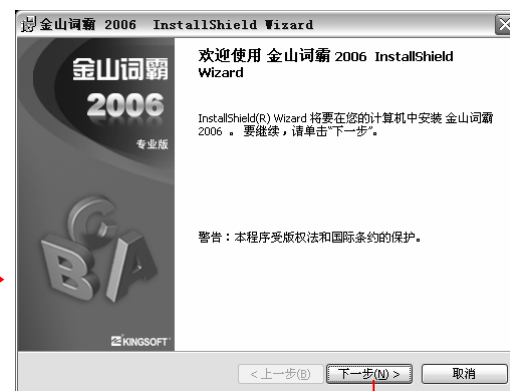 金山词霸 2006 InstallShield Wizard
金山词霸
2006
专业版
欢迎使用 金山词霸 2006 InstallShield
Wizard
InstallShield(R) Wizard 将要在您的计算机中安装 金山词霸
2006 。 要继续，请单击“下一步”。
警告：本程序受版权法和国际条约的保护。
C
B
A
KINGSOFT
<上一步(B)
下一步(N) >
取消